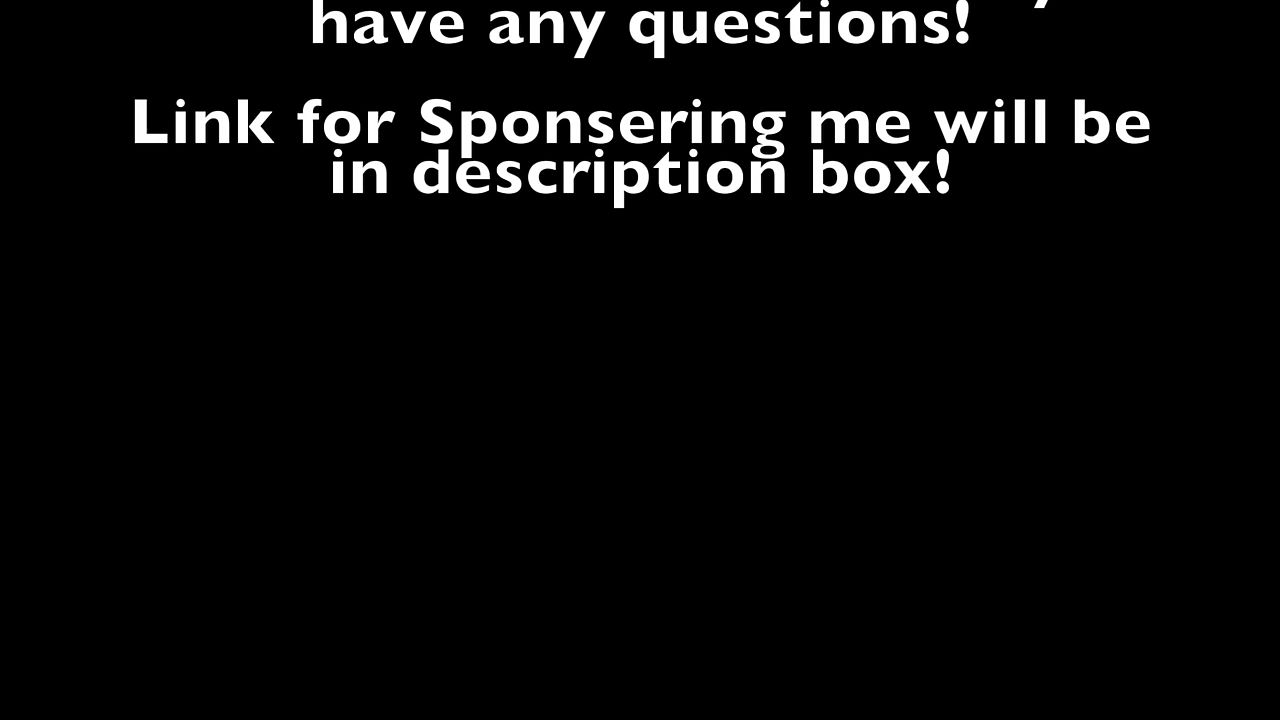 have any questions!
Link for Sponsering me will be
in description box!